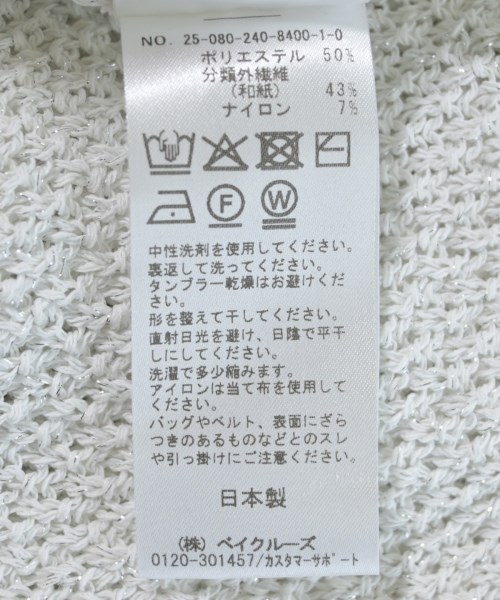 NO. 25-080-240-8400-1-0
ポリエステル 50%
分類外繊維
(和紙) 43%
ナイロン 7%
F W
中性洗剤を使用してください。
裏返して洗ってください。
タンブラー乾燥はお避けくだ
さい。
形を整えて干してください。
直射日光を避け、日陰で平干
しにしてください。
洗濯で多少縮みます。
アイロンは当て布を使用して
ください。
バッグやベルト、表面にざら
つきのあるものなどとのスレ
や引っ掛けにご注意ください。
日本製
(株) ベイクルーズ
0120-301457/カスタマーサポート